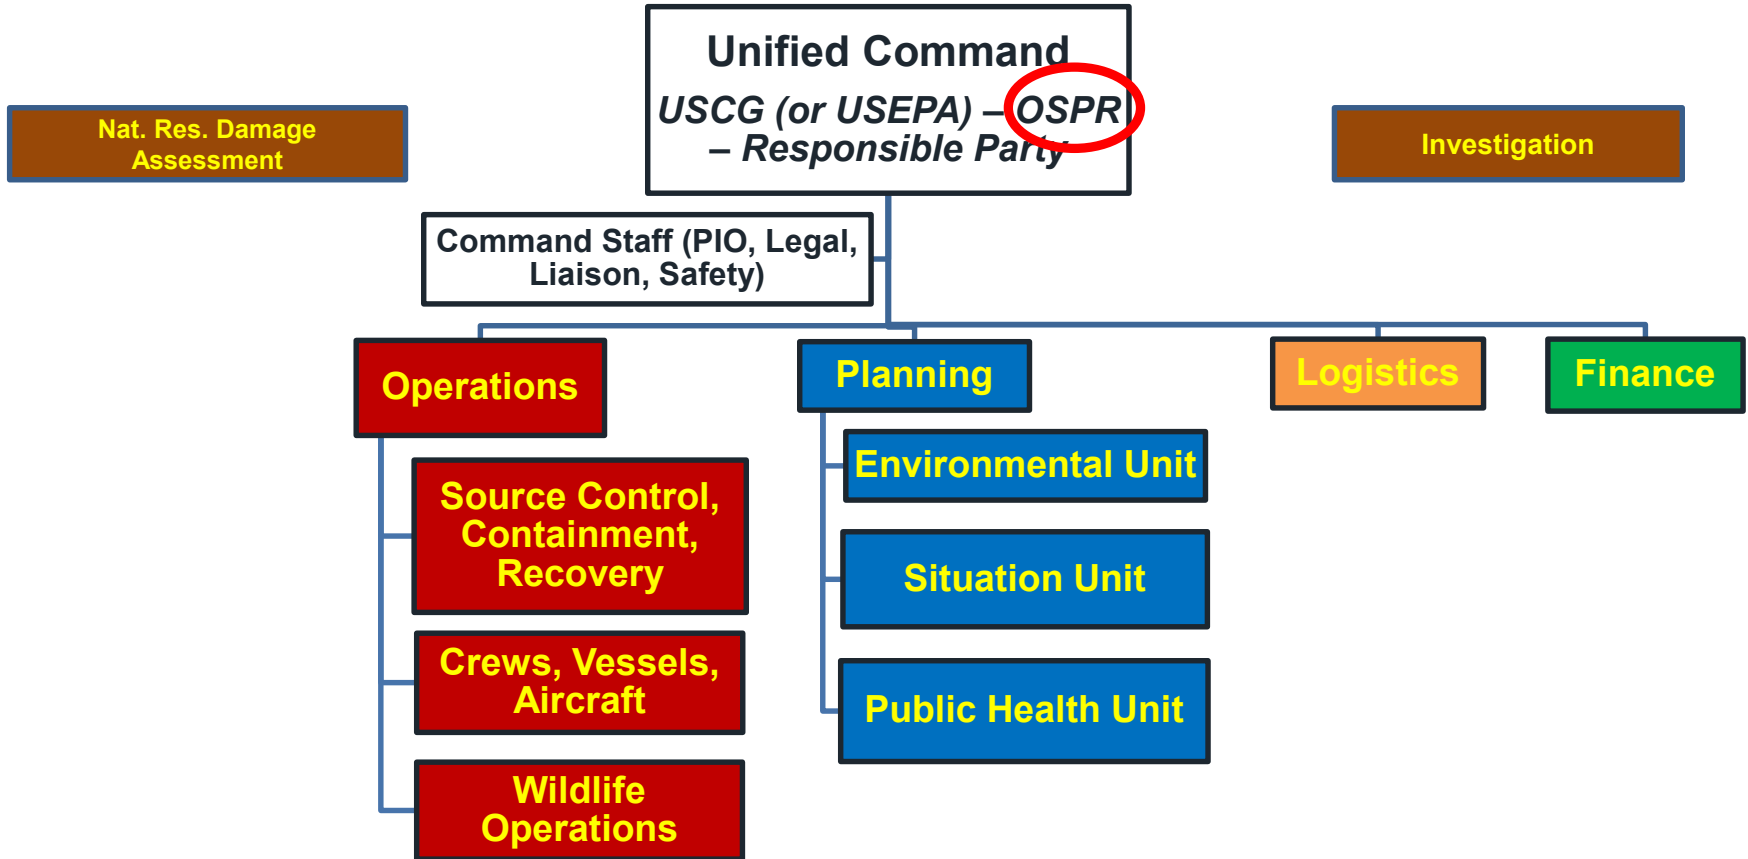 Unified Command
USCG (or USEPA) – OSPR
– Responsible Party
Nat. Res. Damage
Assessment
Investigation
Command Staff (PIO, Legal,
Liaison, Safety)
Operations
Planning
Logistics
Finance
Source Control,
Containment,
Recovery
Crews, Vessels,
Aircraft
Wildlife
Operations
Environmental Unit
Situation Unit
Public Health Unit